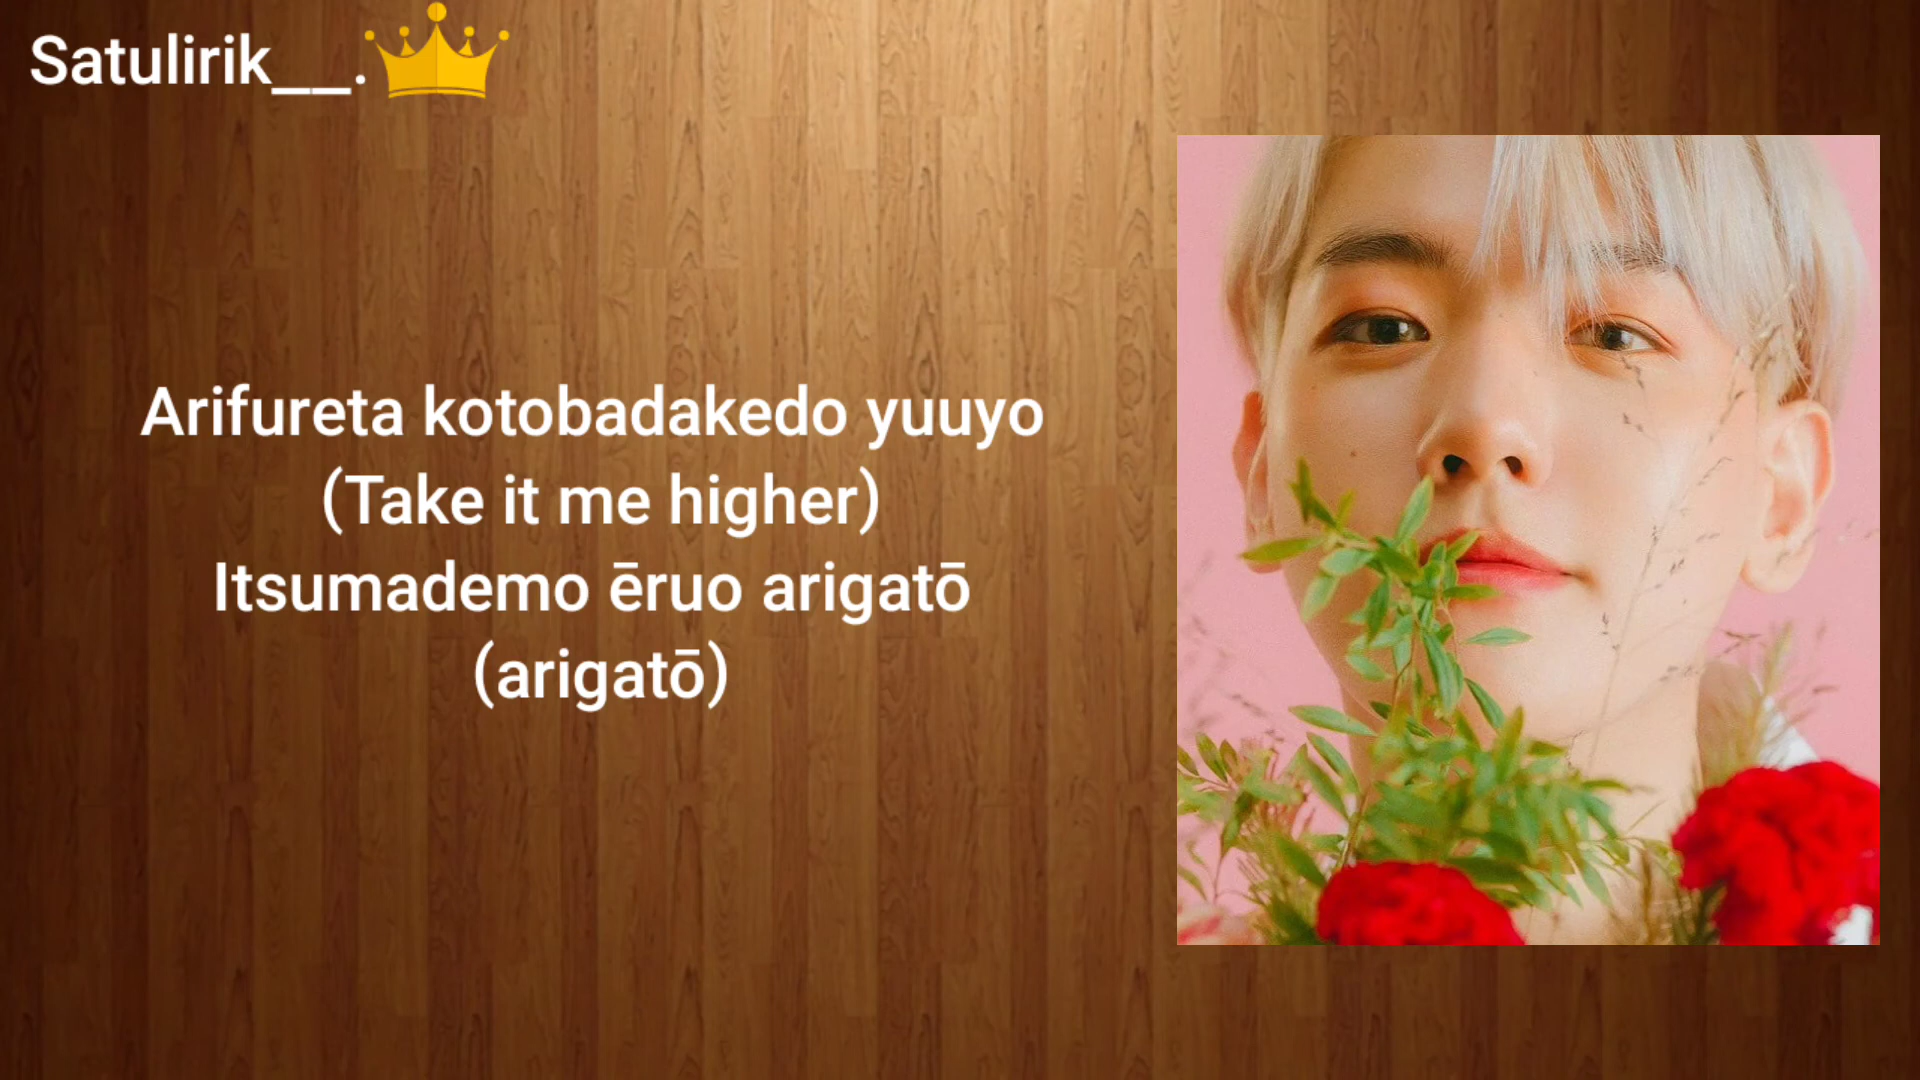 Satulirik__.
Arifureta kotobadakedo yuuyo
(Take it me higher)
Itsumademo ēruo arigatō
(arigatō)